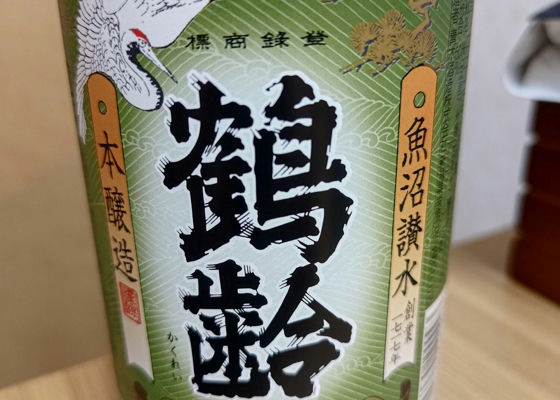 登錄商標
魚沼讃水
創業
一七一七年
鶴齢
かくれい
本醸造